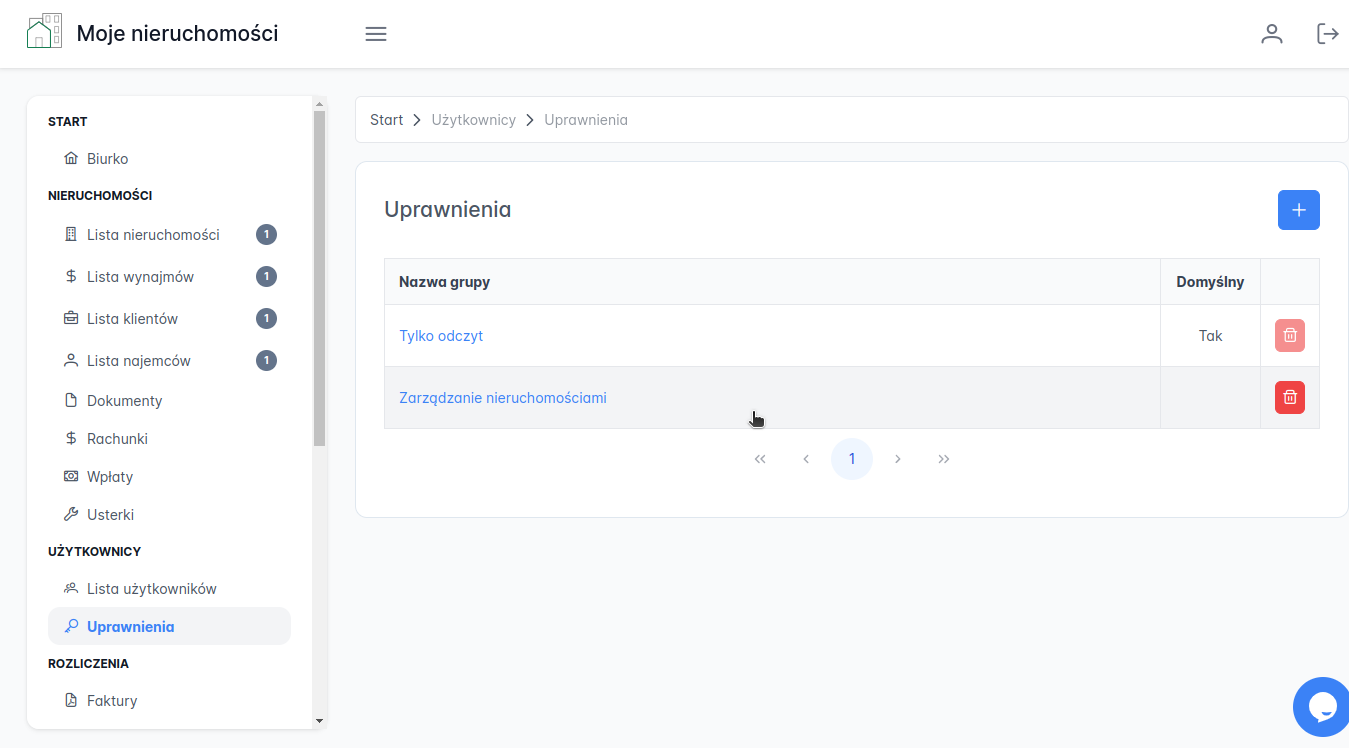 Moje nieruchomości
START
Biurko
NIERUCHOMOŚCI
Lista nieruchomości 1
Lista wynajmów 1
Lista klientów 1
Lista najemców 1
Dokumenty
Rachunki
Wpłaty
Usterki
UŻYTKOWNICY
Lista użytkowników
Uprawnienia
ROZLICZENIA
Faktury
Start > Użytkownicy > Uprawnienia
Uprawnienia
+
Nazwa grupy Domyślny
Tylko odczyt Tak
Zarządzanie nieruchomościami
« ‹ 1 › »